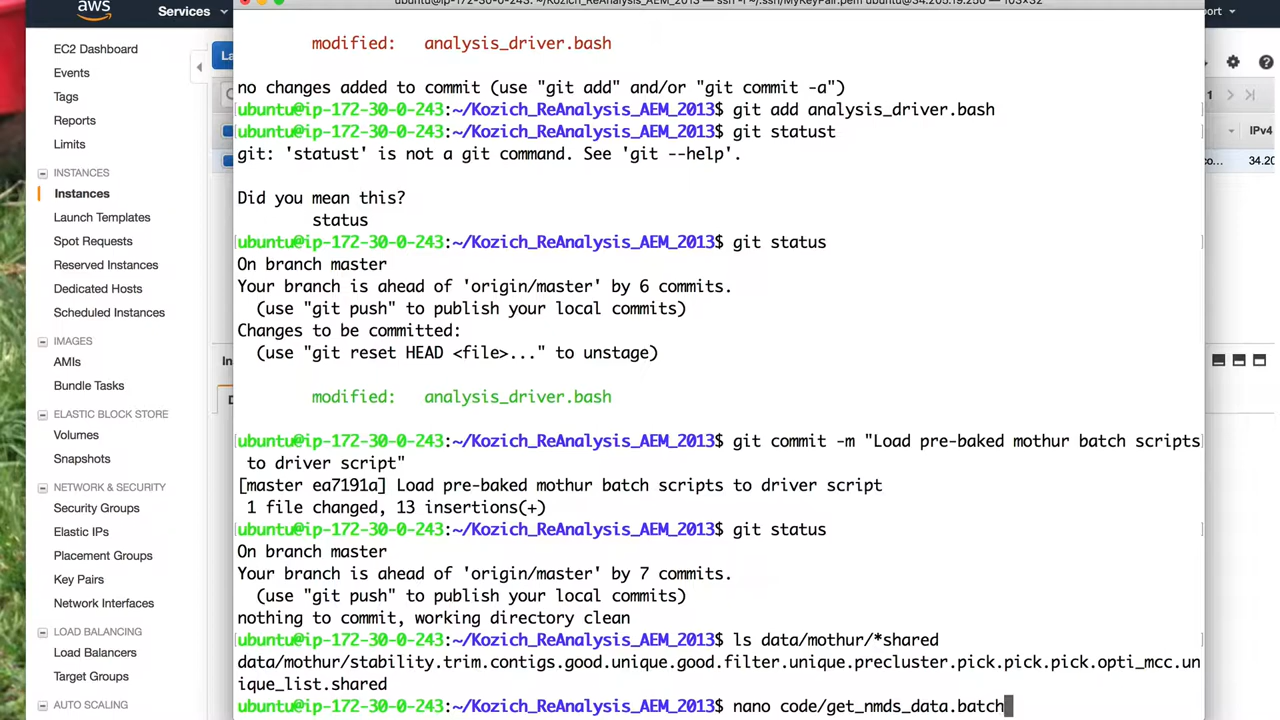 aws
Services
port
EC2 Dashboard
Events
Tags
Reports
Limits
INSTANCES
Instances
Launch Templates
Spot Requests
Reserved Instances
Dedicated Hosts
Scheduled Instances
IMAGES
AMIs
Bundle Tasks
ELASTIC BLOCK STORE
Volumes
Snapshots
NETWORK & SECURITY
Security Groups
Elastic IPs
Placement Groups
Key Pairs
Network Interfaces
LOAD BALANCING
Load Balancers
Target Groups
AUTO SCALING
La
In
D
modified: analysis_driver.bash
no changes added to commit (use "git add" and/or "git commit -a")
ubuntu@ip-172-30-0-243:~/Kozich_ReAnalysis_AEM_2013$ git add analysis_driver.bash
ubuntu@ip-172-30-0-243:~/Kozich_ReAnalysis_AEM_2013$ git statust
git: 'statust' is not a git command. See 'git --help'.
Did you mean this?
status
ubuntu@ip-172-30-0-243:~/Kozich_ReAnalysis_AEM_2013$ git status
On branch master
Your branch is ahead of 'origin/master' by 6 commits.
(use "git push" to publish your local commits)
Changes to be committed:
(use "git reset HEAD <file>..." to unstage)
modified: analysis_driver.bash
ubuntu@ip-172-30-0-243:~/Kozich_ReAnalysis_AEM_2013$ git commit -m "Load pre-baked mothur batch scripts
to driver script"
[master ea7191a] Load pre-baked mothur batch scripts to driver script
1 file changed, 13 insertions(+)
ubuntu@ip-172-30-0-243:~/Kozich_ReAnalysis_AEM_2013$ git status
On branch master
Your branch is ahead of 'origin/master' by 7 commits.
(use "git push" to publish your local commits)
nothing to commit, working directory clean
ubuntu@ip-172-30-0-243:~/Kozich_ReAnalysis_AEM_2013$ ls data/mothur/*shared
data/mothur/stability.trim.contigs.good.unique.good.filter.unique.precluster.pick.pick.pick.opti_mcc.un
ique_list.shared
ubuntu@ip-172-30-0-243:~/Kozich_ReAnalysis_AEM_2013$ nano code/get_nmds_data.batch
1
IPv4
co... 34.20